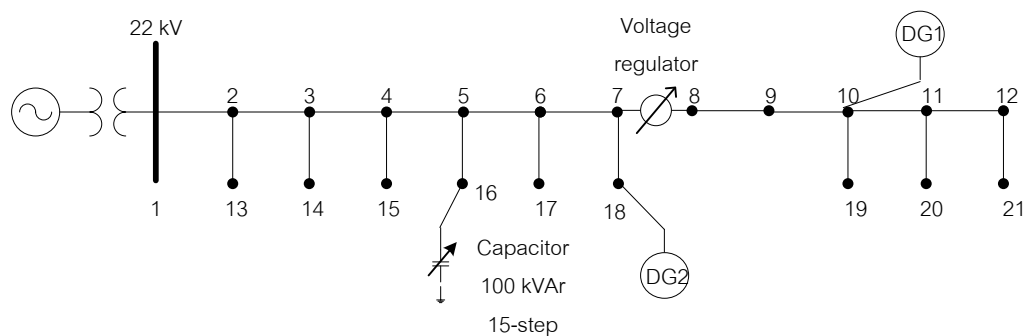 22 kV
Voltage
regulator
DG1
2 3 4 5 6 7 8 9 10 11 12
1 13 14 15 16 17 18 19 20 21
Capacitor
100 kVAr
15-step
DG2